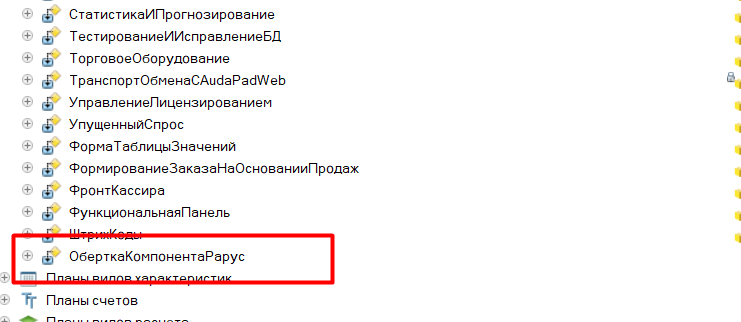 СтатистикаИПрогнозирование
ТестированиеИИсправлениеБД
ТорговоеОборудование
ТранспортОбменаСAudaPadWeb
УправлениеЛицензированием
УпущенныйСпрос
ФормаТаблицыЗначений
ФормированиеЗаказаНаОснованииПродаж
ФронтКассира
ФункциональнаяПанель
ШтрихКоды
ОберткаКомпонентаРарус
Планы видов характеристик
Планы счетов
Планы видов расчета